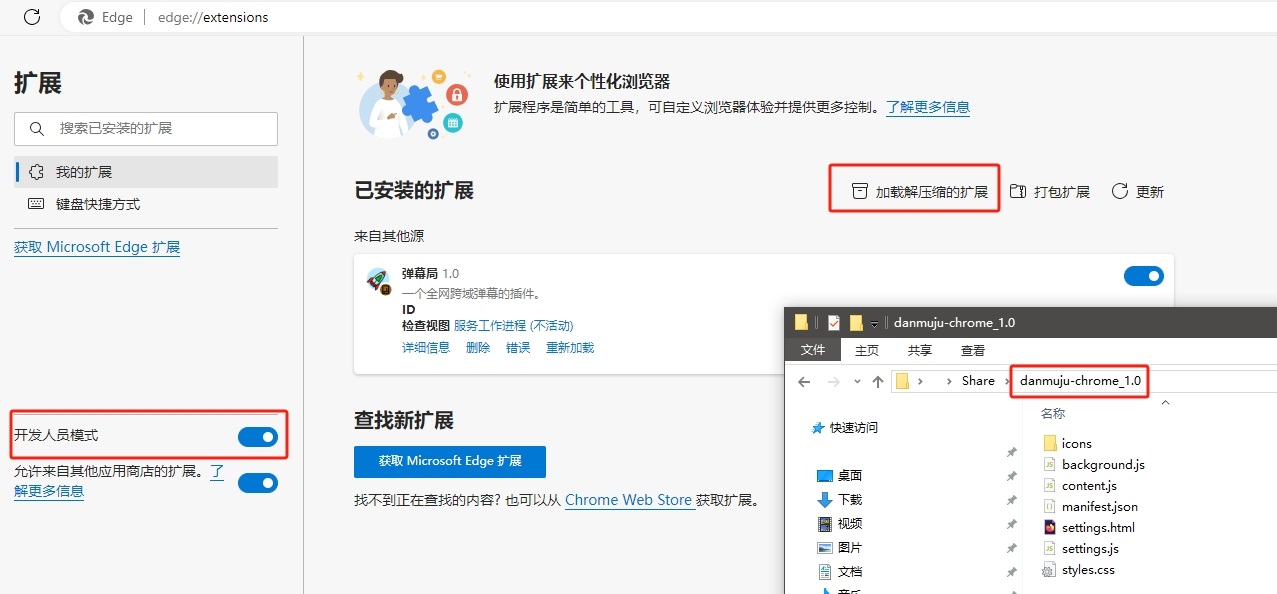 Edge
edge://extensions
扩展
搜索已安装的扩展
我的扩展
键盘快捷方式
获取 Microsoft Edge 扩展
开发人员模式
允许来自其他应用商店的扩展。了
解更多信息
使用扩展来个性化浏览器
扩展程序是简单的工具，可自定义浏览器体验并提供更多控制。了解更多信息
已安装的扩展
加载解压缩的扩展
打包扩展
更新
来自其他源
弹幕局 1.0
一个全网跨域弹幕的插件。
ID
检查视图 服务工作进程 (不活动)
详细信息 删除 错误 重新加载
查找新扩展
获取 Microsoft Edge 扩展
找不到正在查找的内容? 也可以从 Chrome Web Store 获取扩展。
danmuju-chrome_1.0
文件 主页 共享 查看
Share danmuju-chrome_1.0
快速访问
桌面
下载
视频
图片
文档
音乐
名称
icons
background.js
content.js
manifest.json
settings.html
settings.js
styles.css